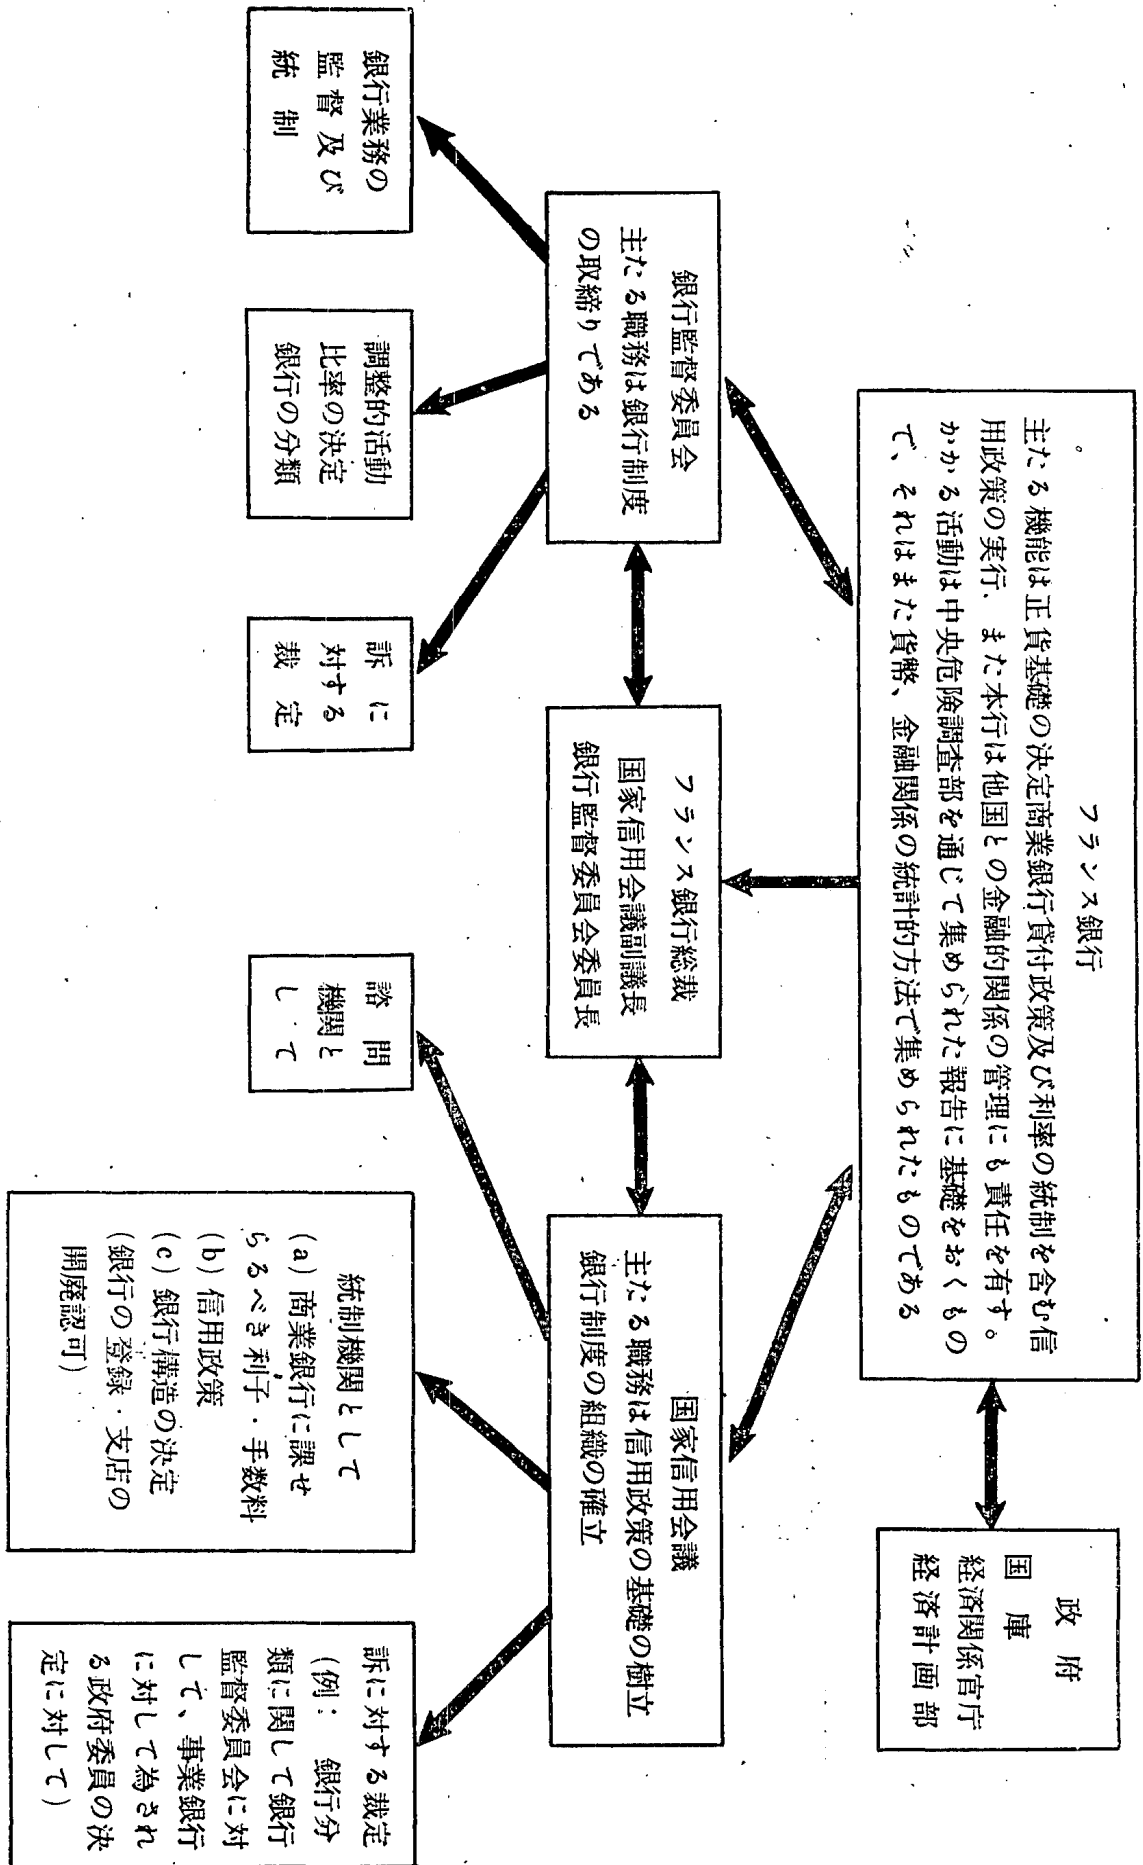 フランス銀行
主たる機能は正貨基礎の決定商業銀行貸付政策及び利率の統制を含む信
用政策の実行、また本行は他国との金融的関係の管理にも責任を有す。
かかる活動は中央危険調査部を通じて集められた報告に基礎をおくもの
で、それはまた貨幣、金融関係の統計的方法で集められたものである
政府
国庫
経済関係官庁
経済計画部
銀行監督委員会
主たる職務は銀行制度
の取締りである
フランス銀行総裁
国家信用会議副議長
銀行監督委員会委員長
国家信用会議
主たる職務は信用政策の基礎の樹立
銀行制度の組織の確立
銀行業務の
監督及び
統制
調整的活動
比率の決定
銀行の分類
訴に
対する
裁定
諮問
機関と
して
統制機関として
(a) 商業銀行に課せ
らるべき利子・手数料
(b) 信用政策
(c) 銀行構造の決定
(銀行の登録・支店の
開廃認可)
訴に対する裁定
(例： 銀行分
類に関して銀行
監督委員会に対
して、事業銀行
に対して為され
る政府委員の決
定に対して)